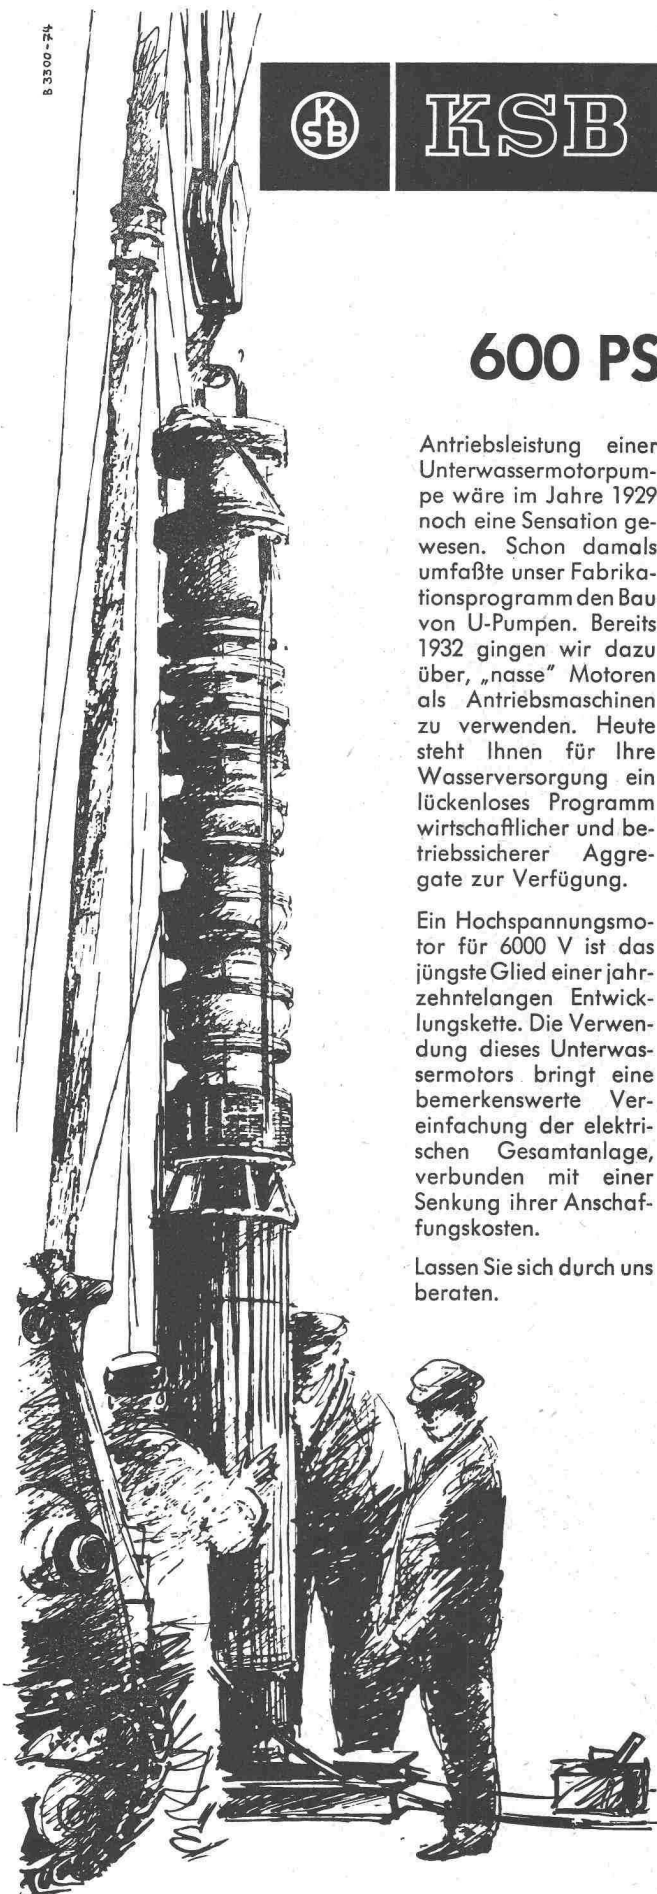 B 3300-74
KSB
KSB
600 PS
Antriebsleistung einer
Unterwassermotorpum-
pe wäre im Jahre 1929
noch eine Sensation ge-
wesen. Schon damals
umfaßte unser Fabrika-
tionsprogramm den Bau
von U-Pumpen. Bereits
1932 gingen wir dazu
über, „nasse" Motoren
als Antriebsmaschinen
zu verwenden. Heute
steht Ihnen für Ihre
Wasserversorgung ein
lückenloses Programm
wirtschaftlicher und be-
triebssicherer Aggre-
gate zur Verfügung.
Ein Hochspannungsmo-
tor für 6000 V ist das
jüngste Glied einer jahr-
zehntelangen Entwick-
lungskette. Die Verwen-
dung dieses Unterwas-
sermotors bringt eine
bemerkenswerte Ver-
einfachung der elektri-
schen Gesamtanlage,
verbunden mit einer
Senkung ihrer Anschaf-
fungskosten.
Lassen Sie sich durch uns
beraten.